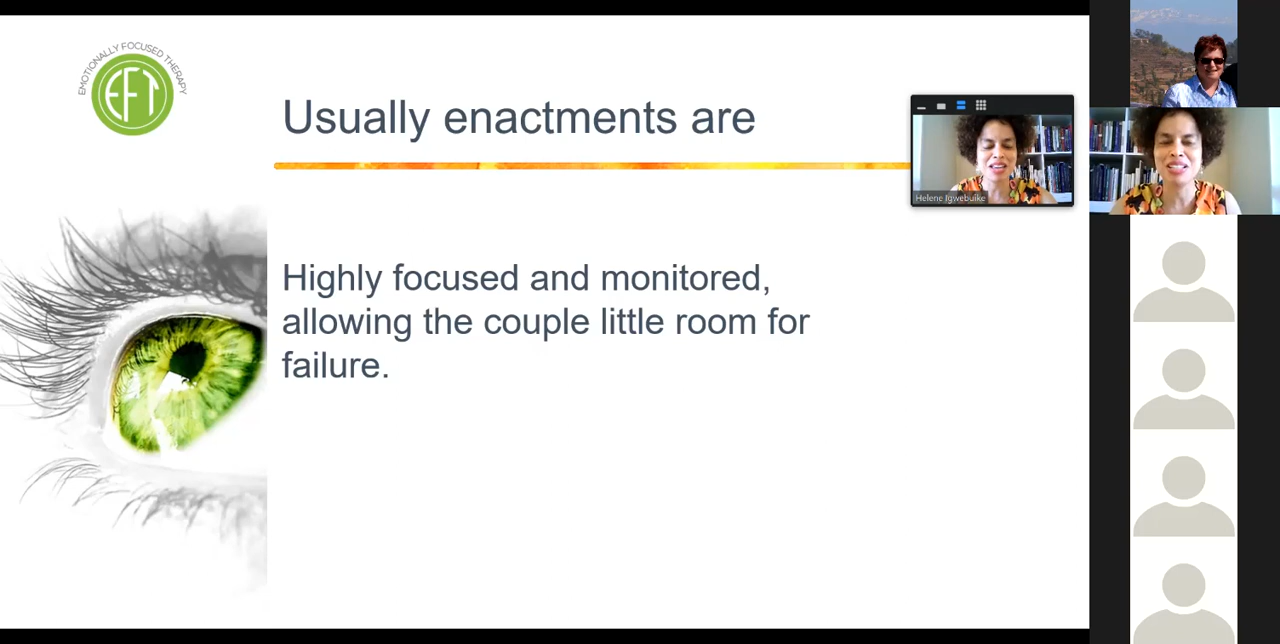 EMOTIONALLY FOCUSED THERAPY
EFT
Usually enactments are
Helene Igwebuike
Highly focused and monitored,
allowing the couple little room for
failure.